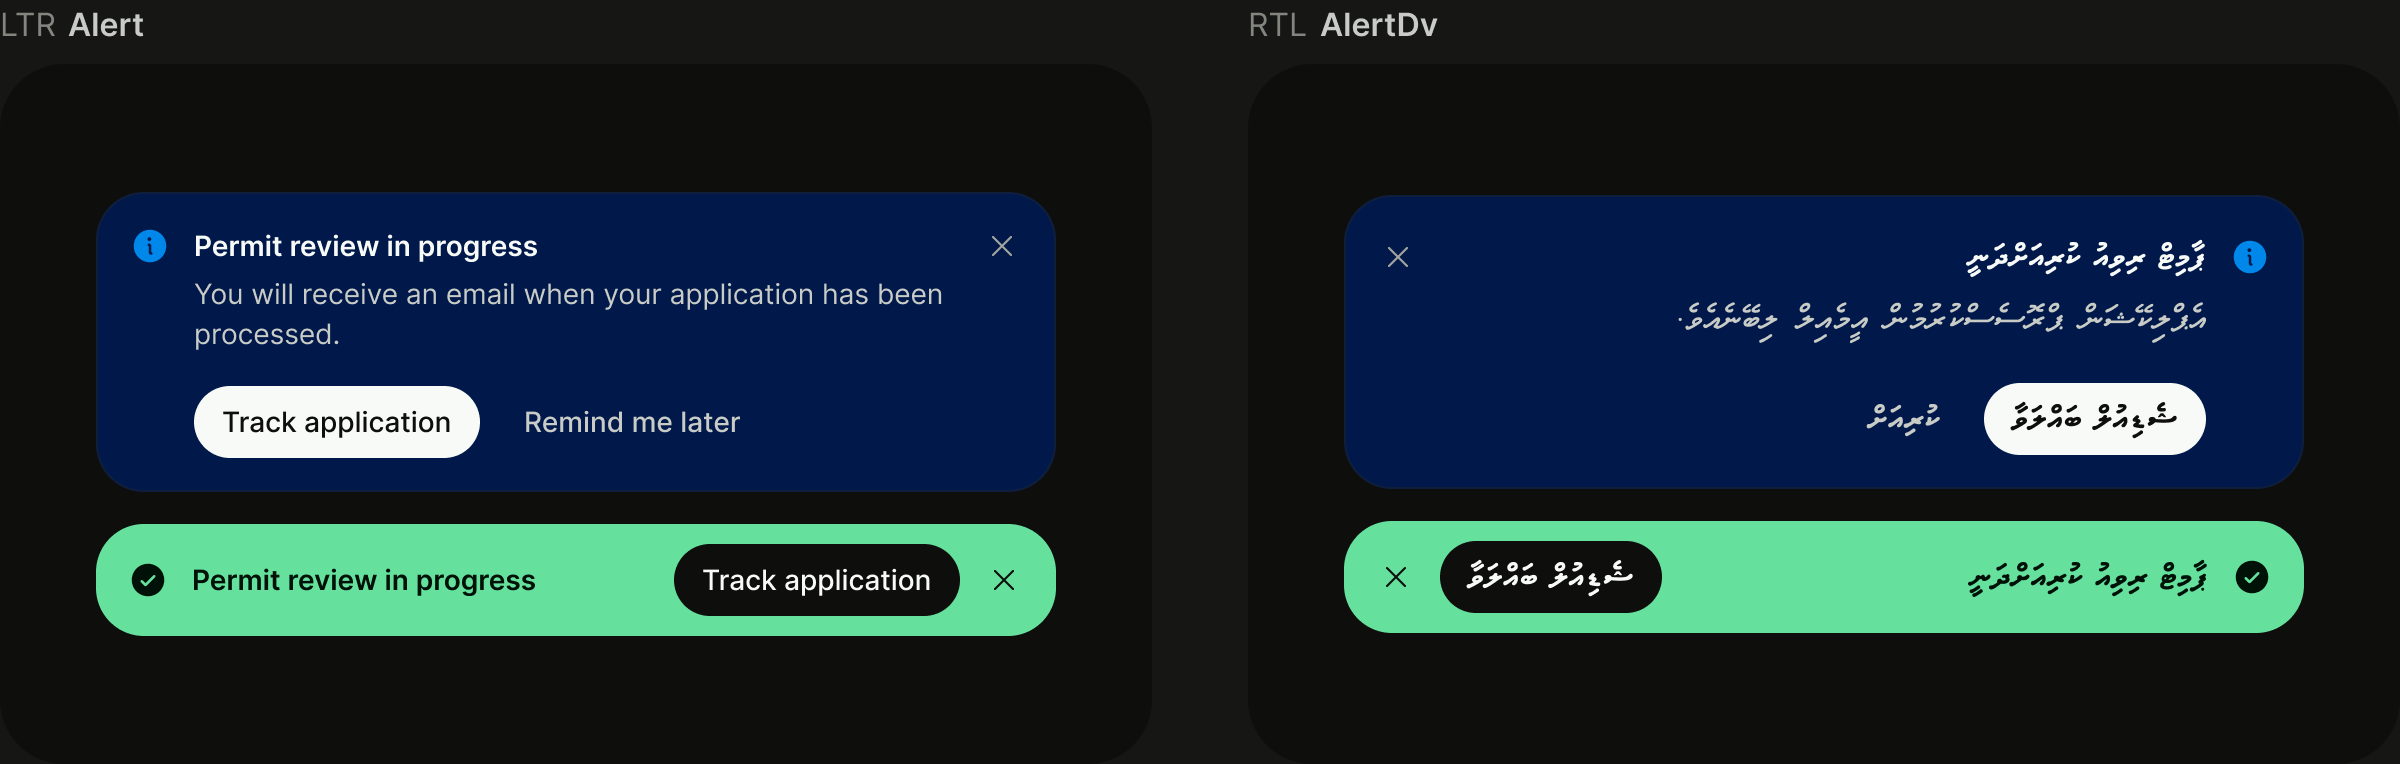 LTR Alert
Permit review in progress
You will receive an email when your application has been
processed.
Track application
Remind me later
Permit review in progress
Track application
RTL AlertDv
ޕާމިޓް ރިވިއު ކުރިއަށްދަނީ
އެޕްލިކޭޝަން ޕްރޮސެސްކުރުމުން އީމެއިލް ލިބޭނެއެވެ.
ޝެޑިއުލް ބައްލަވާ
ކުރިއަށް
ޕާމިޓް ރިވިއު ކުރިއަށްދަނީ
ޝެޑިއުލް ބައްލަވާ